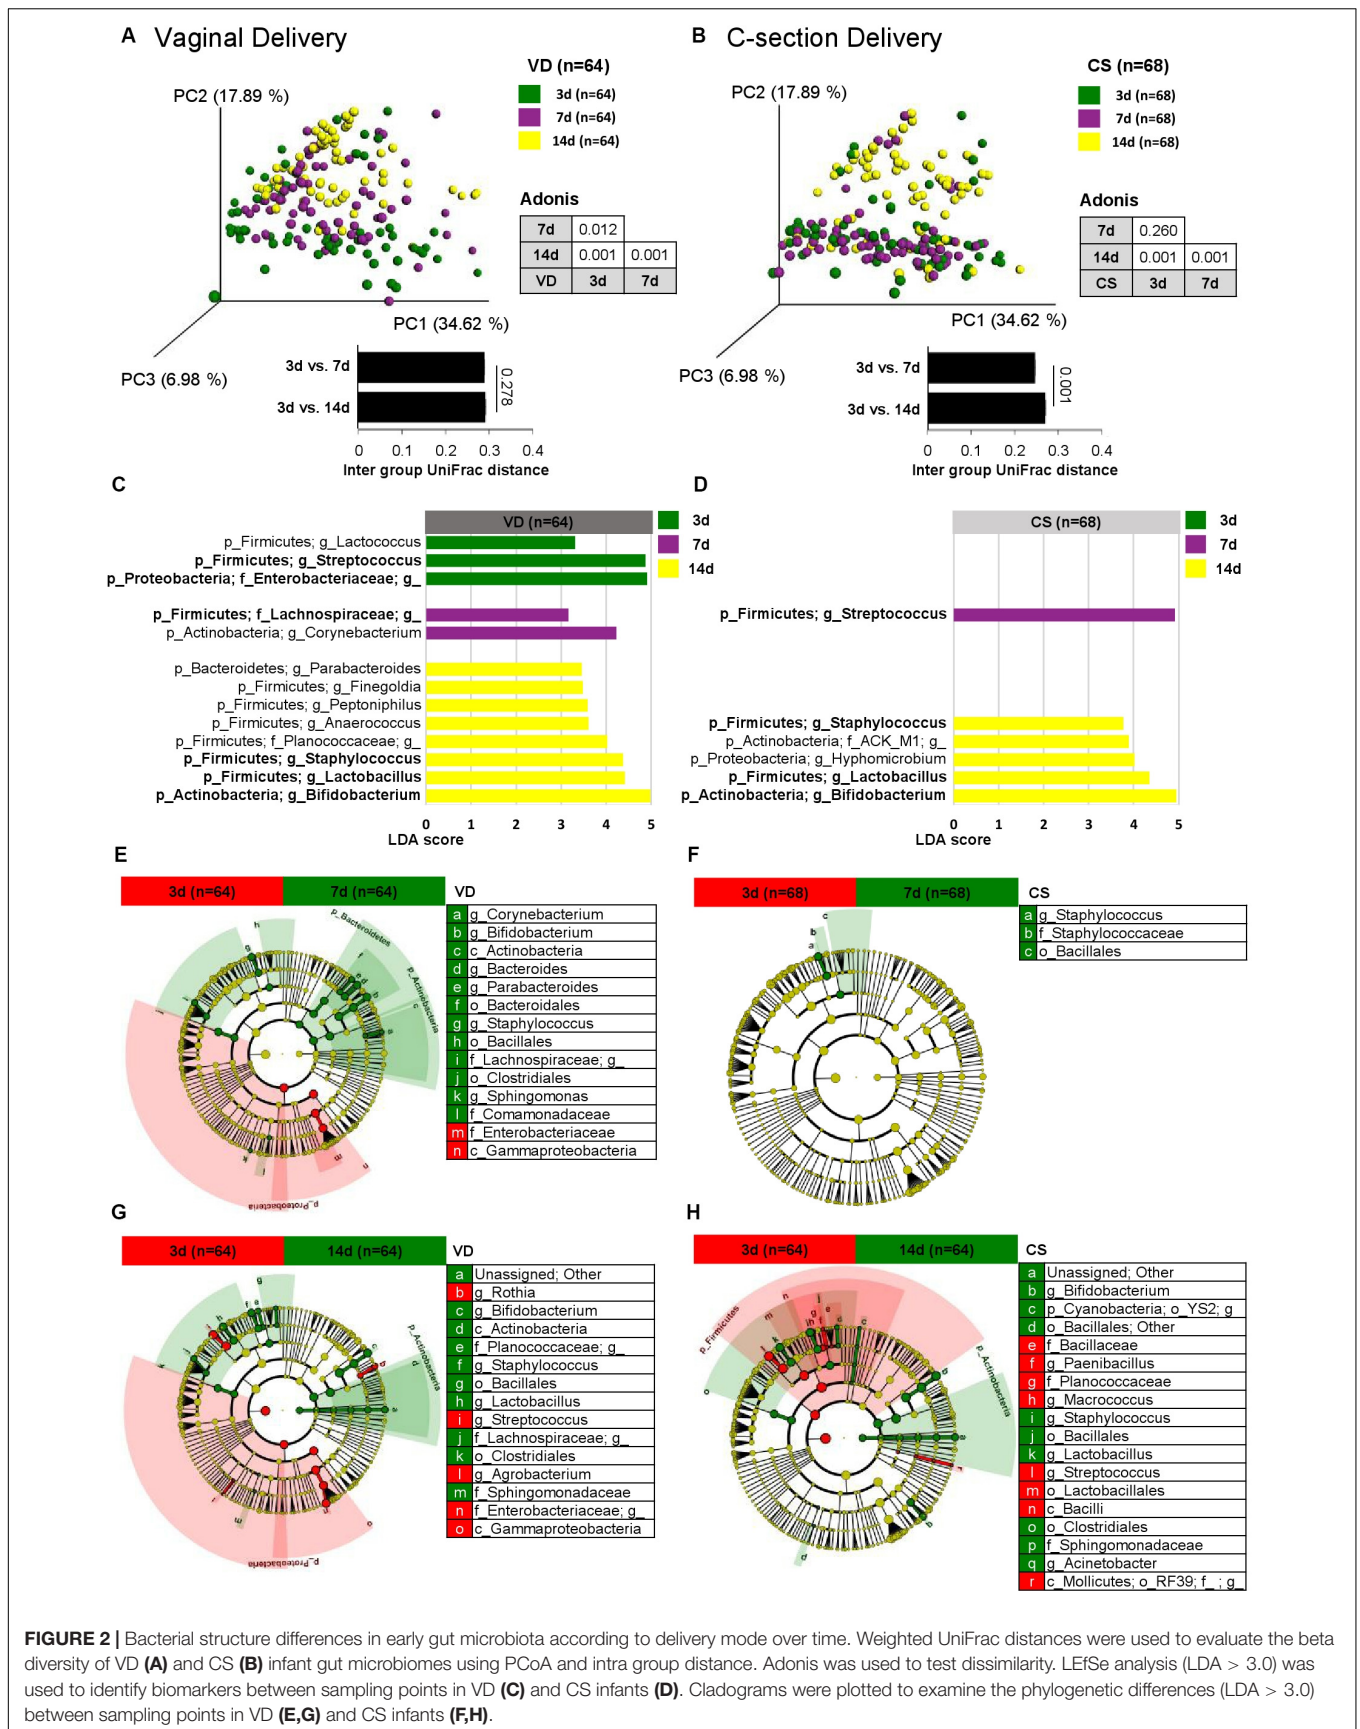 A Vaginal Delivery
VD (n=64)
3d (n=64)
7d (n=64)
14d (n=64)
PC2 (17.89 %)
PC1 (34.62 %)
PC3 (6.98 %)
Adonis
7d 0.012
14d 0.001 0.001
VD 3d 7d
3d vs. 7d
3d vs. 14d
0.278
0 0.1 0.2 0.3 0.4
Inter group UniFrac distance
B C-section Delivery
CS (n=68)
3d (n=68)
7d (n=68)
14d (n=68)
PC2 (17.89 %)
PC1 (34.62 %)
PC3 (6.98 %)
Adonis
7d 0.260
14d 0.001 0.001
CS 3d 7d
3d vs. 7d
3d vs. 14d
0.001
0 0.1 0.2 0.3 0.4
Inter group UniFrac distance
C
VD (n=64)
3d
7d
14d
p_Firmicutes; g_Lactococcus
p_Firmicutes; g_Streptococcus
p_Proteobacteria; f_Enterobacteriaceae; g_
p_Firmicutes; f_Lachnospiraceae; g_
p_Actinobacteria; g_Corynebacterium
p_Bacteroidetes; g_Parabacteroides
p_Firmicutes; g_Finegoldia
p_Firmicutes; g_Peptoniphilus
p_Firmicutes; g_Anaerococcus
p_Firmicutes; f_Planococcaceae; g_
p_Firmicutes; g_Staphylococcus
p_Firmicutes; g_Lactobacillus
p_Actinobacteria; g_Bifidobacterium
0 1 2 3 4 5
LDA score
D
CS (n=68)
3d
7d
14d
p_Firmicutes; g_Streptococcus
p_Firmicutes; g_Staphylococcus
p_Actinobacteria; f_ACK_M1; g_
p_Proteobacteria; g_Hyphomicrobium
p_Firmicutes; g_Lactobacillus
p_Actinobacteria; g_Bifidobacterium
0 1 2 3 4 5
LDA score
E
3d (n=64) 7d (n=64) VD
p_Bacteroidetes
p_Actinobacteria
p_Proteobacteria
a g_Corynebacterium
b g_Bifidobacterium
c c_Actinobacteria
d g_Bacteroides
e g_Parabacteroides
f o_Bacteroidales
g g_Staphylococcus
h o_Bacillales
i f_Lachnospiraceae; g_
j o_Clostridiales
k g_Sphingomonas
l f_Comamonadaceae
m f_Enterobacteriaceae
n c_Gammaproteobacteria
F
3d (n=68) 7d (n=68) CS
a g_Staphylococcus
b f_Staphylococcaceae
c o_Bacillales
G
3d (n=64) 14d (n=64) VD
p_Actinobacteria
p_Proteobacteria
a Unassigned; Other
b g_Rothia
c g_Bifidobacterium
d c_Actinobacteria
e f_Planococcaceae; g_
f g_Staphylococcus
g o_Bacillales
h g_Lactobacillus
i g_Streptococcus
j f_Lachnospiraceae; g_
k o_Clostridiales
l g_Agrobacterium
m f_Sphingomonadaceae
n f_Enterobacteriaceae; g_
o c_Gammaproteobacteria
H
3d (n=64) 14d (n=64) CS
p_Firmicutes
p_Actinobacteria
a Unassigned; Other
b g_Bifidobacterium
c p_Cyanobacteria; o_YS2; g
d o_Bacillales; Other
e f_Bacillaceae
f g_Paenibacillus
g f_Planococcaceae
h g_Macrococcus
i g_Staphylococcus
j o_Bacillales
k g_Lactobacillus
l g_Streptococcus
m o_Lactobacillales
n c_Bacilli
o o_Clostridiales
p f_Sphingomonadaceae
q g_Acinetobacter
r c_Mollicutes; o_RF39; f_ ; g_
FIGURE 2 | Bacterial structure differences in early gut microbiota according to delivery mode over time. Weighted UniFrac distances were used to evaluate the beta
diversity of VD (A) and CS (B) infant gut microbiomes using PCoA and intra group distance. Adonis was used to test dissimilarity. LEfSe analysis (LDA > 3.0) was
used to identify biomarkers between sampling points in VD (C) and CS infants (D). Cladograms were plotted to examine the phylogenetic differences (LDA > 3.0)
between sampling points in VD (E,G) and CS infants (F,H).